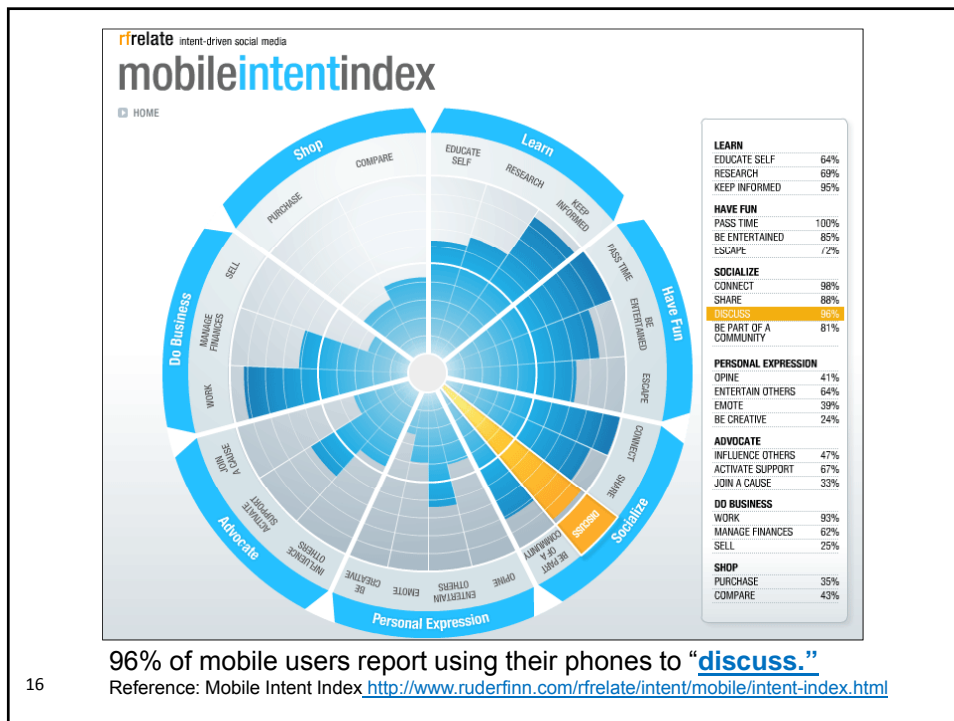 rfrelate intent-driven social media
mobileintentindex
HOME
Shop
COMPARE
PURCHASE
Learn
EDUCATE
SELF
RESEARCH
KEEP
INFORMED
Have Fun
PASS TIME
BE
ENTERTAINED
ESCAPE
Socialize
CONNECT
SHARE
DISCUSS
BE PART
OF A
COMMUNITY
Personal Expression
OPINE
ENTERTAIN
OTHERS
EMOTE
BE
CREATIVE
Advocate
INFLUENCE
OTHERS
ACTIVATE
SUPPORT
JOIN
A CAUSE
Do Business
WORK
MANAGE
FINANCES
SELL
LEARN
EDUCATE SELF 64%
RESEARCH 69%
KEEP INFORMED 95%
HAVE FUN
PASS TIME 100%
BE ENTERTAINED 85%
ESCAPE 72%
SOCIALIZE
CONNECT 98%
SHARE 88%
DISCUSS 96%
BE PART OF A 81%
COMMUNITY
PERSONAL EXPRESSION
OPINE 41%
ENTERTAIN OTHERS 64%
EMOTE 39%
BE CREATIVE 24%
ADVOCATE
INFLUENCE OTHERS 47%
ACTIVATE SUPPORT 67%
JOIN A CAUSE 33%
DO BUSINESS
WORK 93%
MANAGE FINANCES 62%
SELL 25%
SHOP
PURCHASE 35%
COMPARE 43%
96% of mobile users report using their phones to “discuss.”
16
Reference: Mobile Intent Index http://www.ruderfinn.com/rfrelate/intent/mobile/intent-index.html